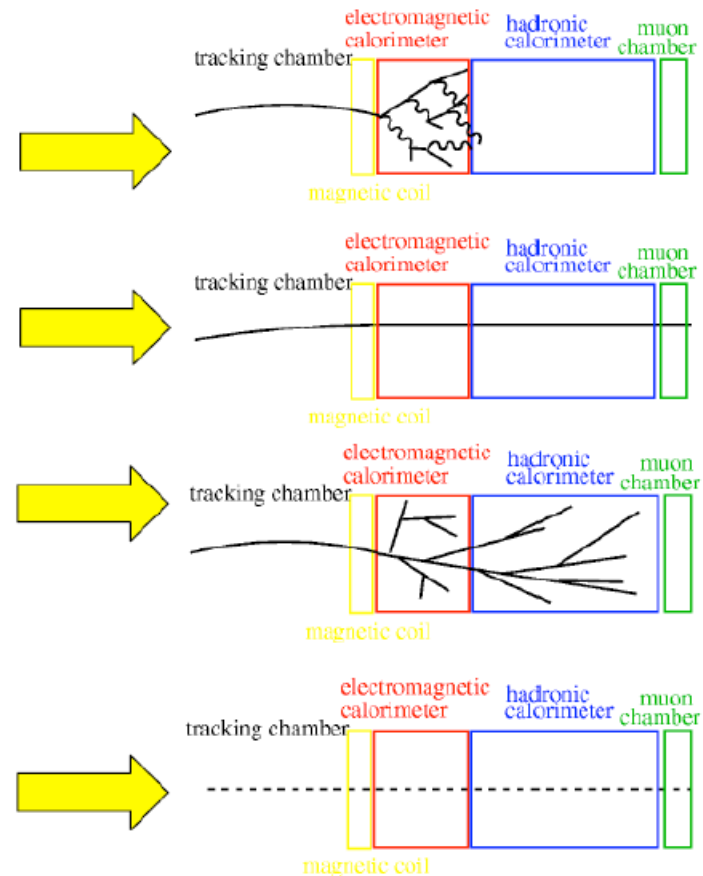 electromagnetic
calorimeter
hadronic
calorimeter
muon
chamber
tracking chamber
magnetic coil
electromagnetic
calorimeter
hadronic
calorimeter
muon
chamber
tracking chamber
magnetic coil
electromagnetic
calorimeter
hadronic
calorimeter
muon
chamber
tracking chamber
magnetic coil
electromagnetic
calorimeter
hadronic
calorimeter
muon
chamber
tracking chamber
magnetic coil